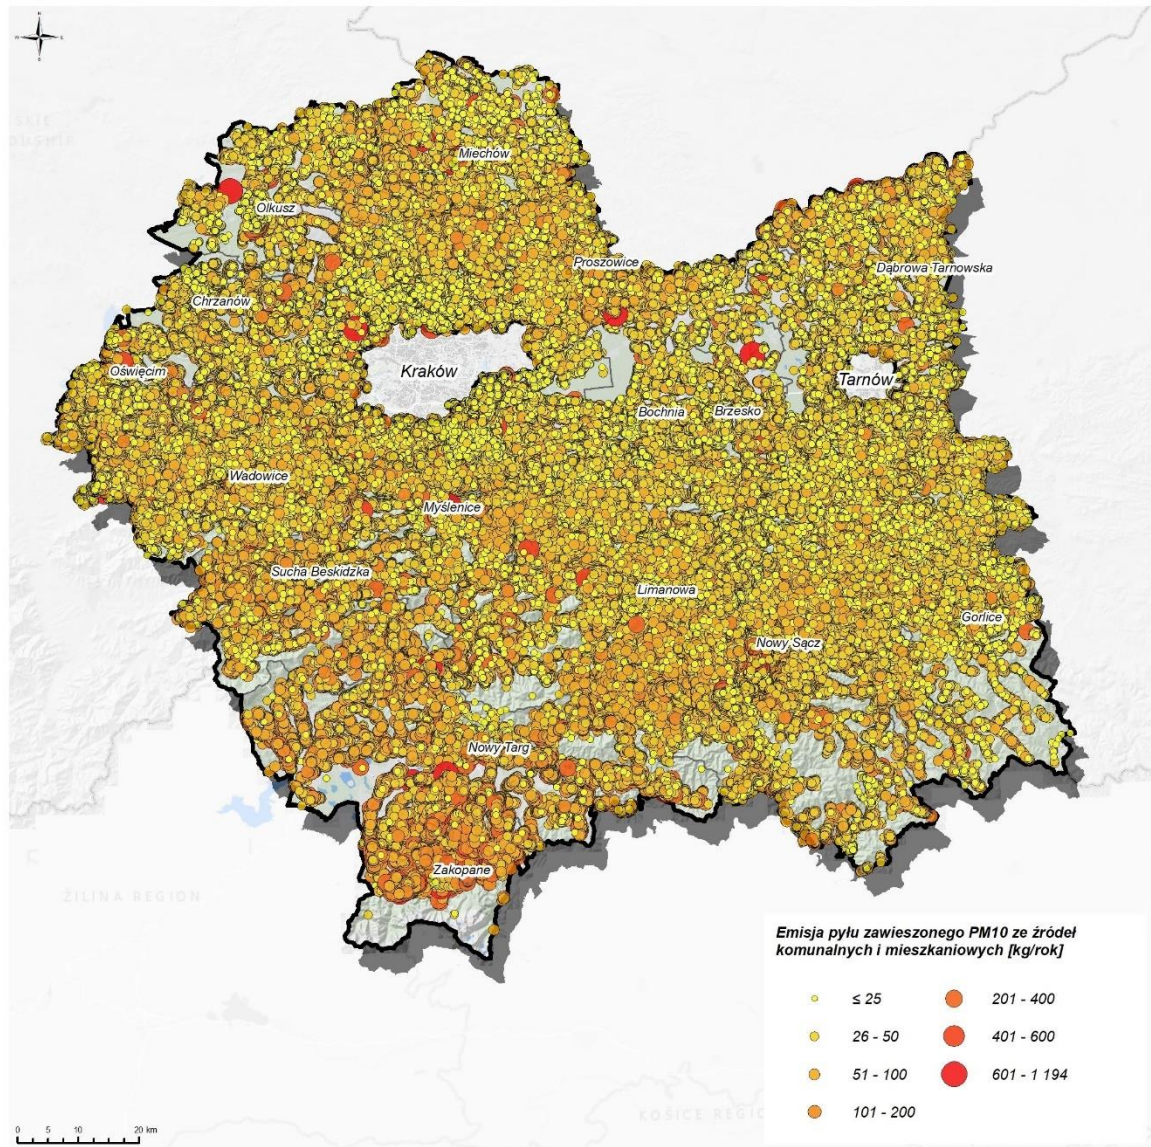 N
W
E
S
SKIE
Miechów
Olkusz
Proszowice
Dąbrowa Tarnowska
Chrzanów
Oświęcim
Kraków
Tarnów
Bochnia
Brzesko
Wadowice
Myślenice
Sucha Beskidzka
Limanowa
Gorlice
Nowy Sącz
Nowy Targ
Zakopane
ŽILINA REGION
Emisja pyłu zawieszonego PM10 ze źródeł
komunalnych i mieszkaniowych [kg/rok]
≤ 25
201 - 400
26 - 50
401 - 600
51 - 100
601 - 1 194
101 - 200
KOŠICE REGIO
0 5 10 20 km